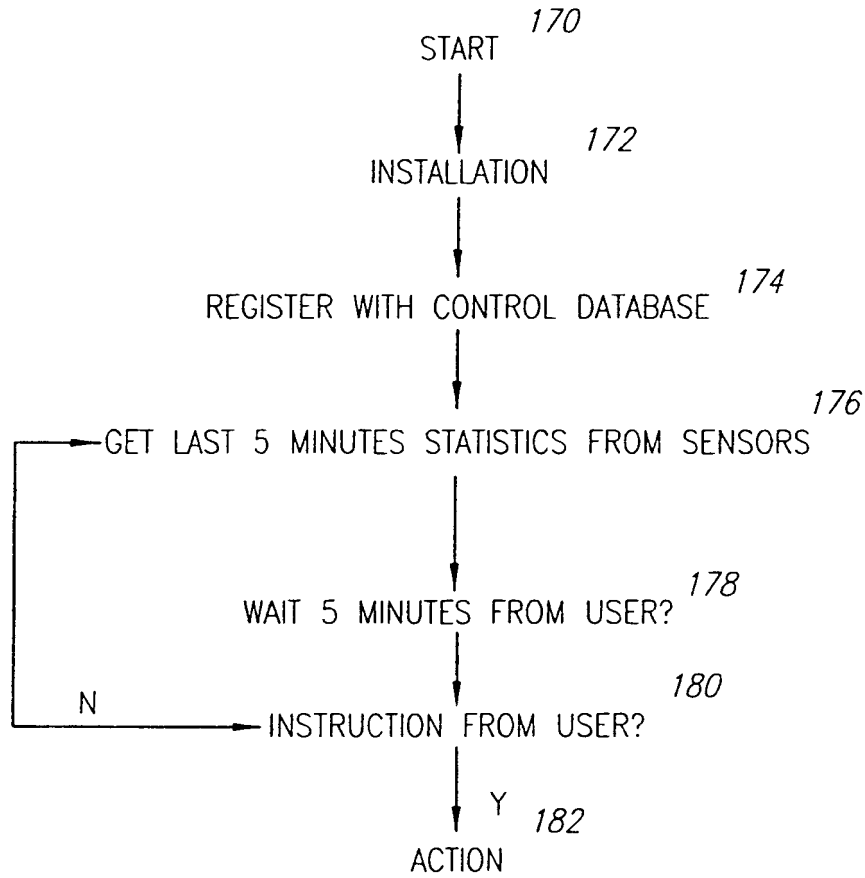 170
START
172
INSTALLATION
174
REGISTER WITH CONTROL DATABASE
176
GET LAST 5 MINUTES STATISTICS FROM SENSORS
178
WAIT 5 MINUTES FROM USER?
180
N
INSTRUCTION FROM USER?
Y
182
ACTION